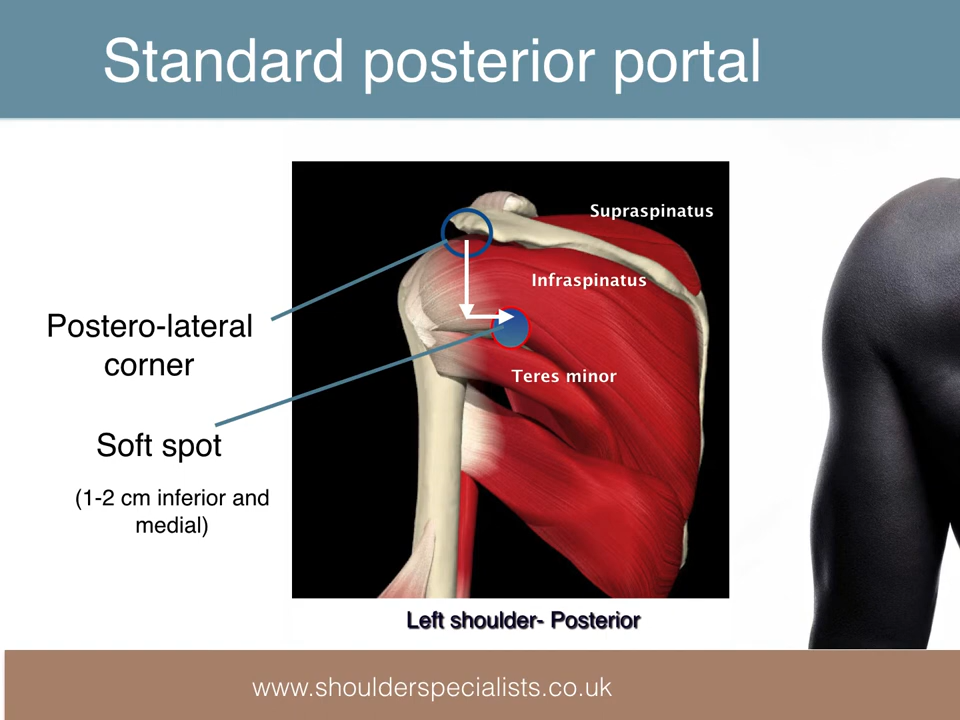 Standard posterior portal
Supraspinatus
Infraspinatus
Postero-lateral
corner
Teres minor
Soft spot
(1-2 cm inferior and
medial)
Left shoulder- Posterior
www.shoulderspecialists.co.uk